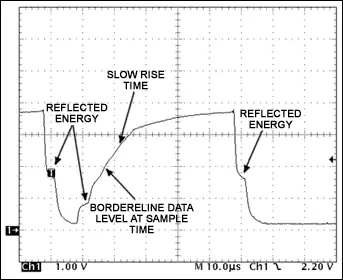 SLOW RISE
TIME
REFLECTED
ENERGY
REFLECTED
ENERGY
T
BORDERELINE DATA
LEVEL AT SAMPLE
TIME
1
Ch1 1.00 V M 10.0µs Ch1 2.20 V